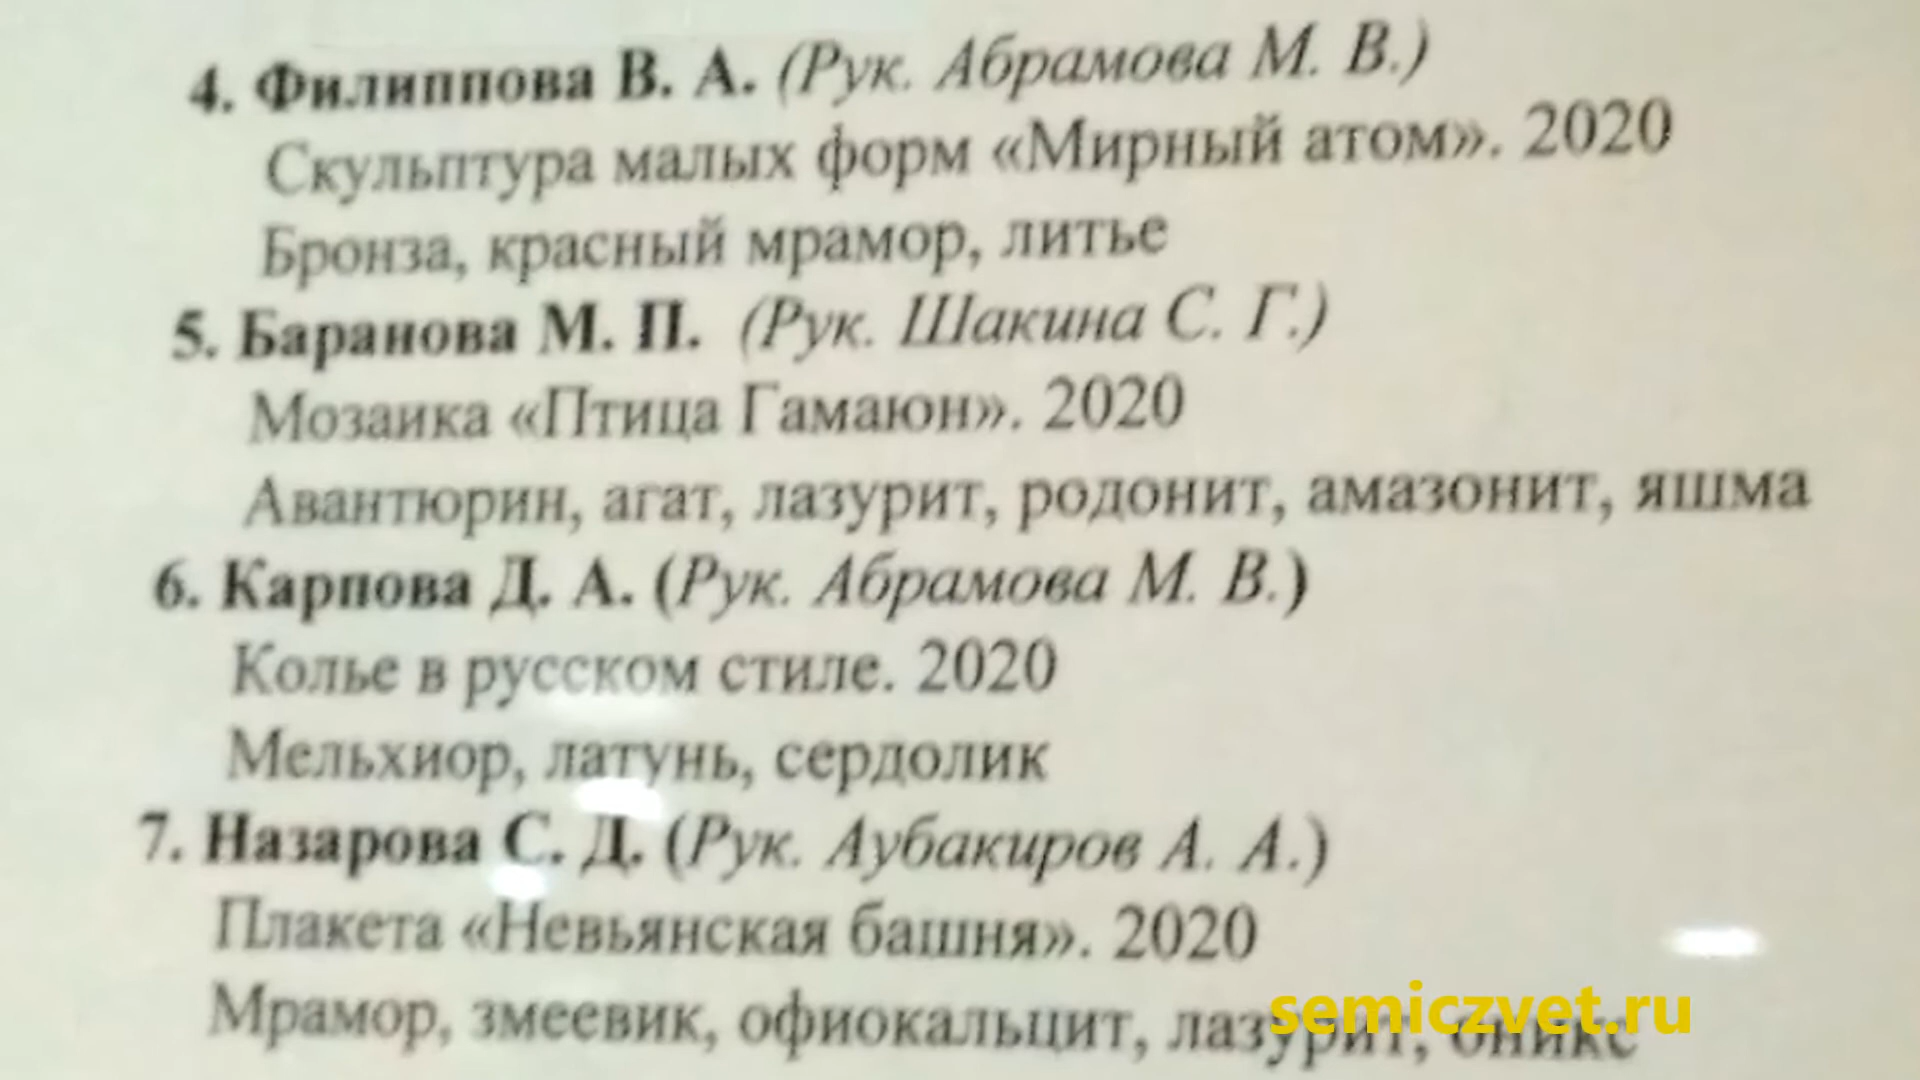 4. Филиппова В. А. (Рук. Абрамова М. В.)
Скульптура малых форм «Мирный атом». 2020
Бронза, красный мрамор, литье
5. Баранова М. П. (Рук. Шакина С. Г.)
Мозаика «Птица Гамаюн». 2020
Авантюрин, агат, лазурит, родонит, амазонит, яшма
6. Карпова Д. А. (Рук. Абрамова М. В.)
Колье в русском стиле. 2020
Мельхиор, латунь, сердолик
7. Назарова С. Д. (Рук. Аубакиров А. А.)
Плакета «Невьянская башня». 2020
Мрамор, змеевик, офиокальцит, лазурит, оникс
semiczvet.ru